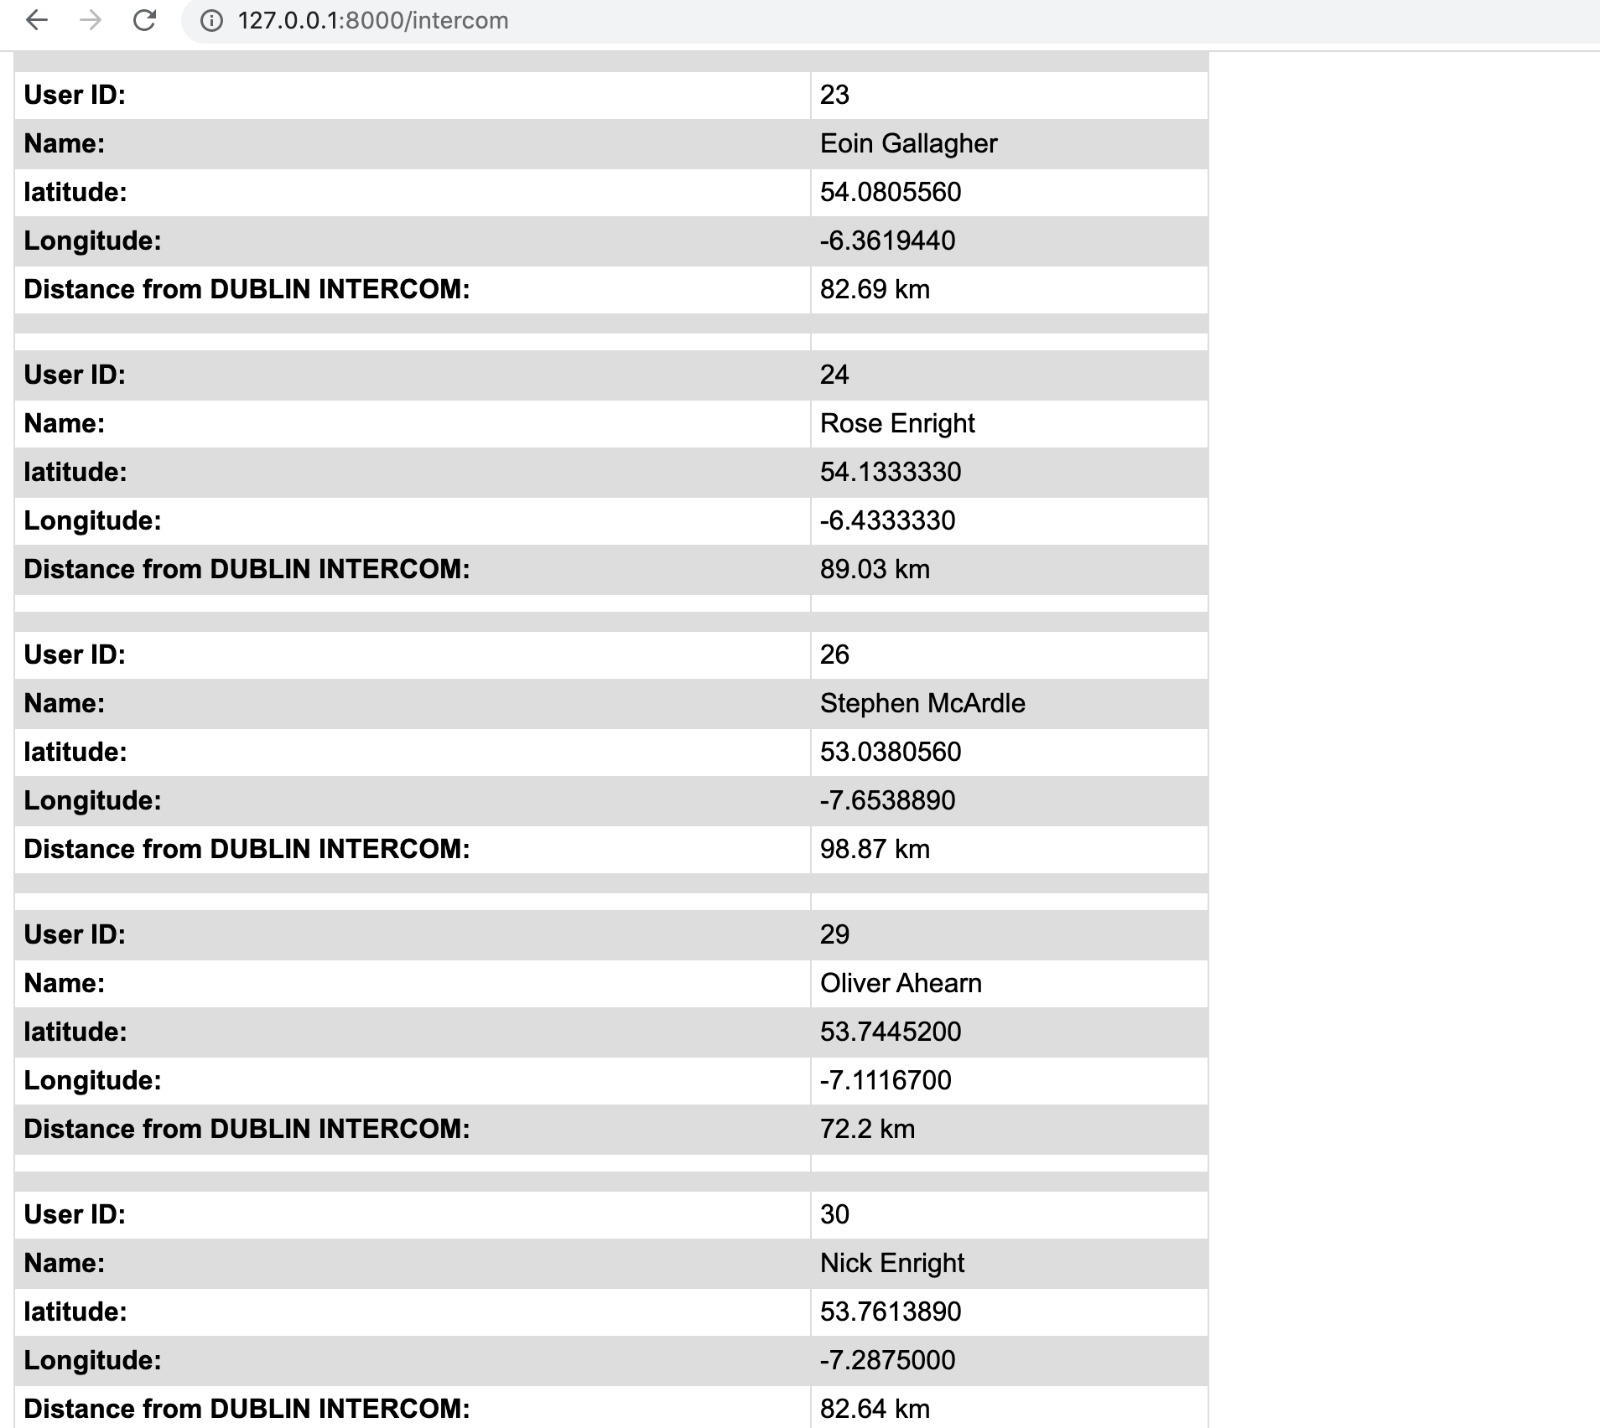 127.0.0.1:8000/intercom
User ID: 23
Name: Eoin Gallagher
latitude: 54.0805560
Longitude: -6.3619440
Distance from DUBLIN INTERCOM: 82.69 km
User ID: 24
Name: Rose Enright
latitude: 54.1333330
Longitude: -6.4333330
Distance from DUBLIN INTERCOM: 89.03 km
User ID: 26
Name: Stephen McArdle
latitude: 53.0380560
Longitude: -7.6538890
Distance from DUBLIN INTERCOM: 98.87 km
User ID: 29
Name: Oliver Ahearn
latitude: 53.7445200
Longitude: -7.1116700
Distance from DUBLIN INTERCOM: 72.2 km
User ID: 30
Name: Nick Enright
latitude: 53.7613890
Longitude: -7.2875000
Distance from DUBLIN INTERCOM: 82.64 km